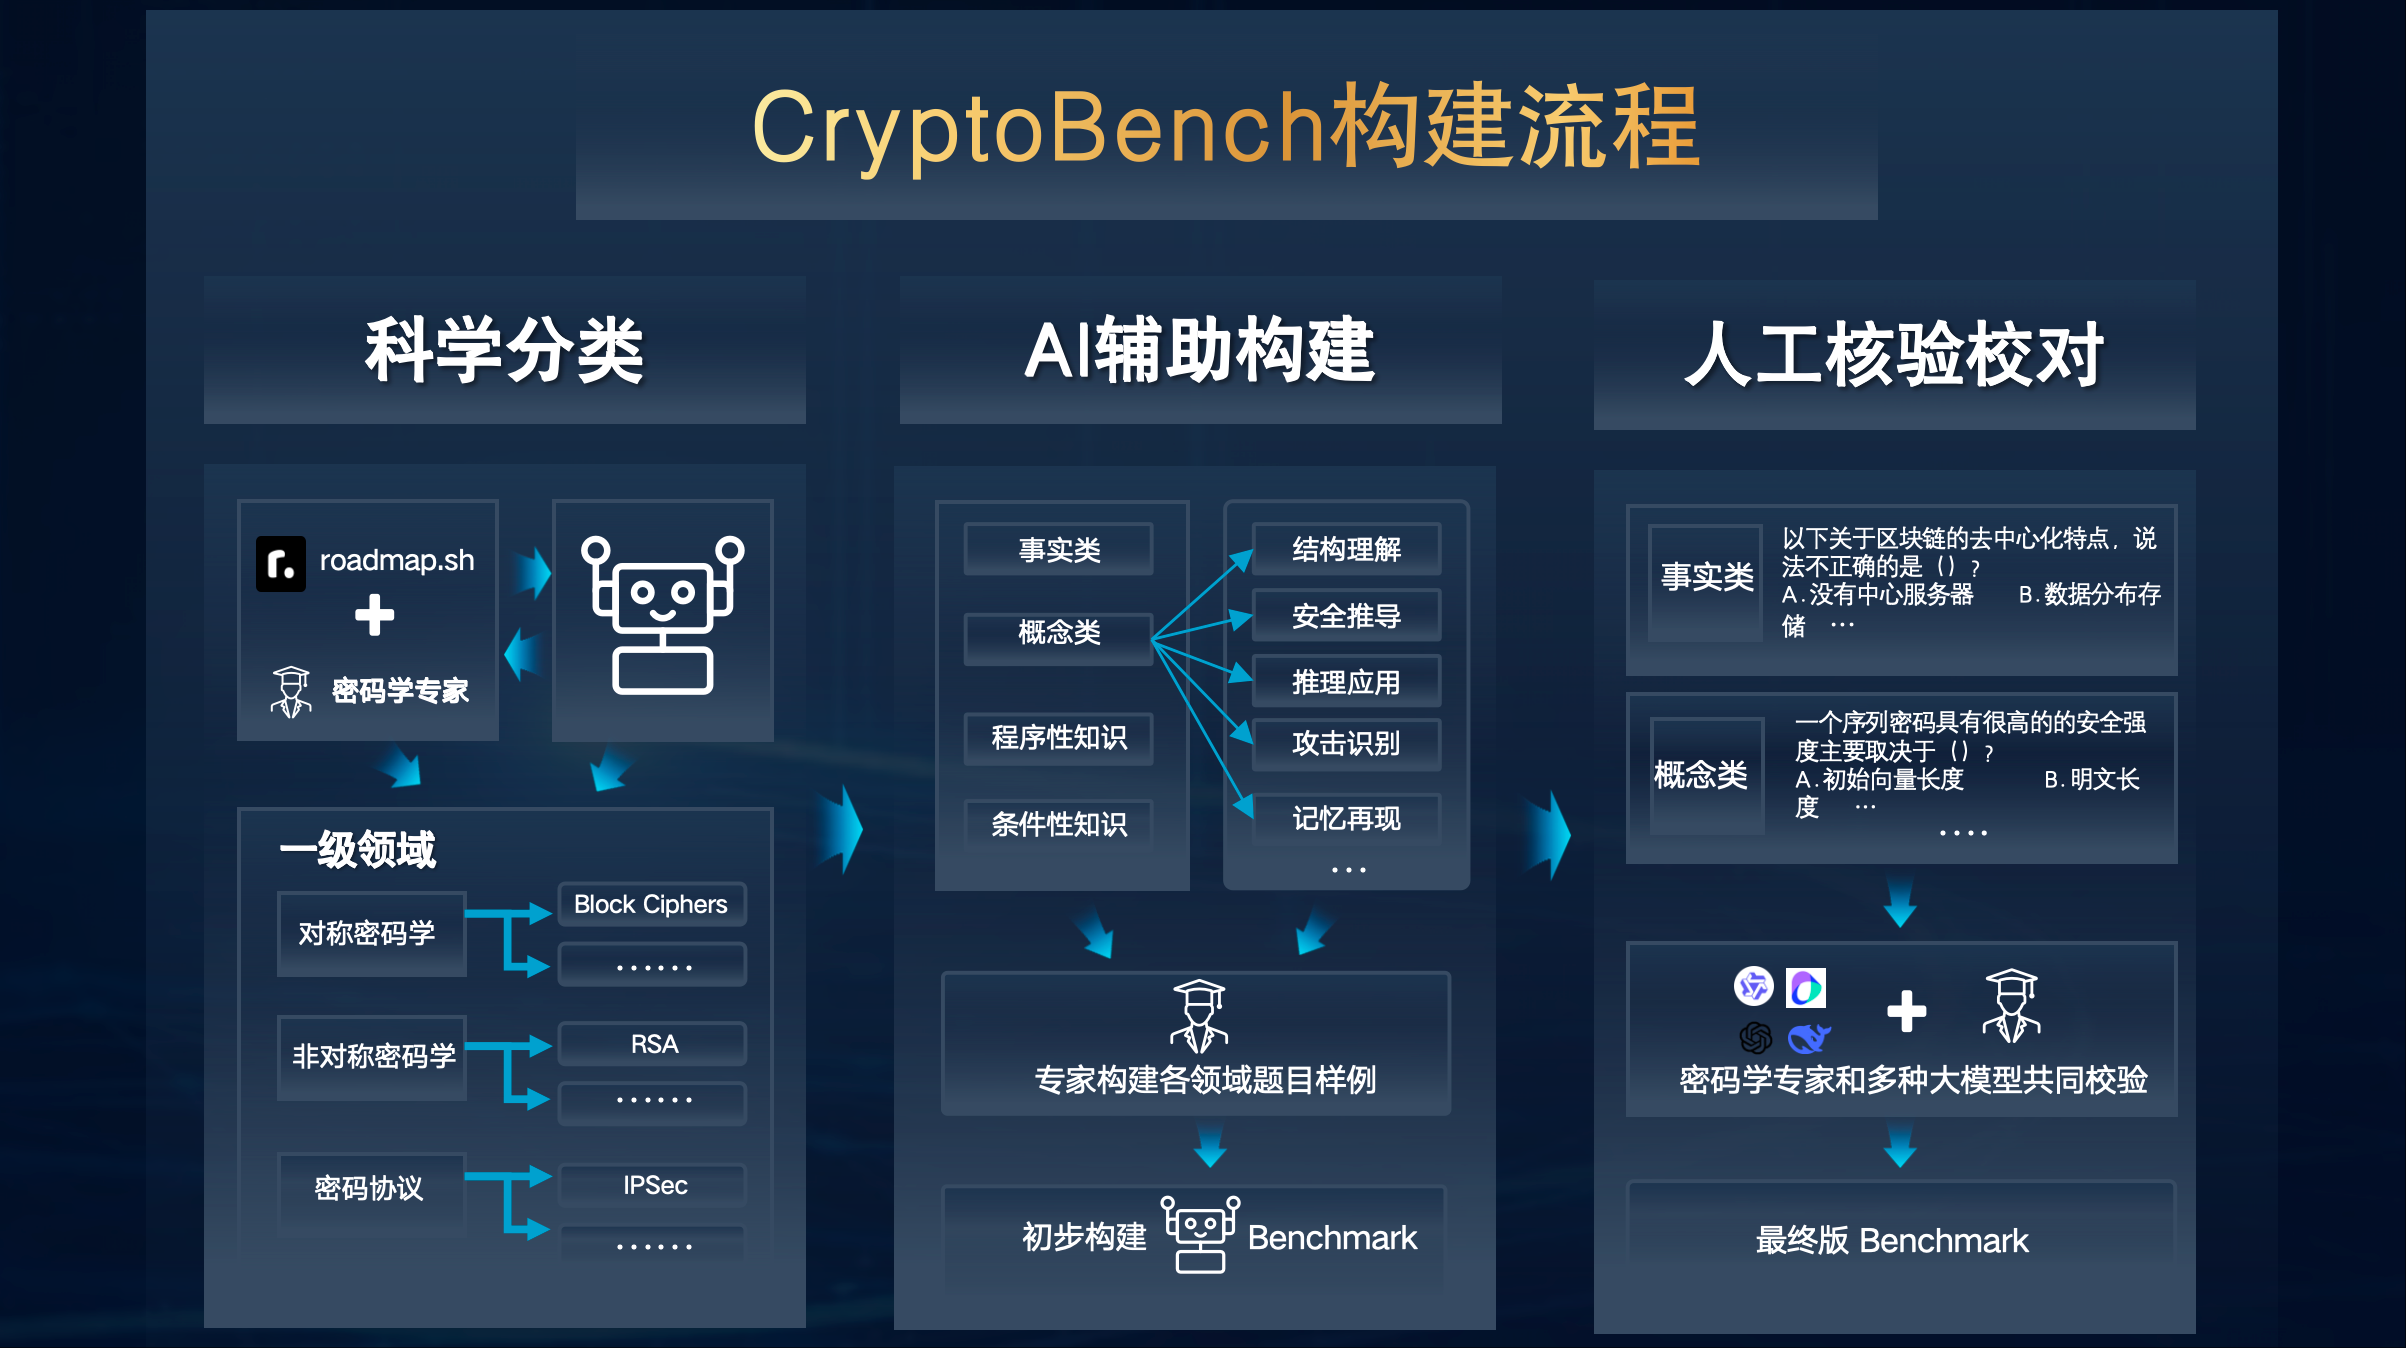 CryptoBench构建流程
科学分类
r. roadmap.sh
密码学专家
一级领域
对称密码学
Block Ciphers
······
非对称密码学
RSA
······
密码协议
IPSec
······
AI辅助构建
事实类
概念类
程序性知识
条件性知识
结构理解
安全推导
推理应用
攻击识别
记忆再现
···
专家构建各领域题目样例
初步构建 Benchmark
人工核验校对
事实类
以下关于区块链的去中心化特点，说
法不正确的是（）?
A.没有中心服务器 B.数据分布存
储 ···
概念类
一个序列密码具有很高的的安全强
度主要取决于（）?
A.初始向量长度 B.明文长
度 ···
····
密码学专家和多种大模型共同校验
最终版 Benchmark